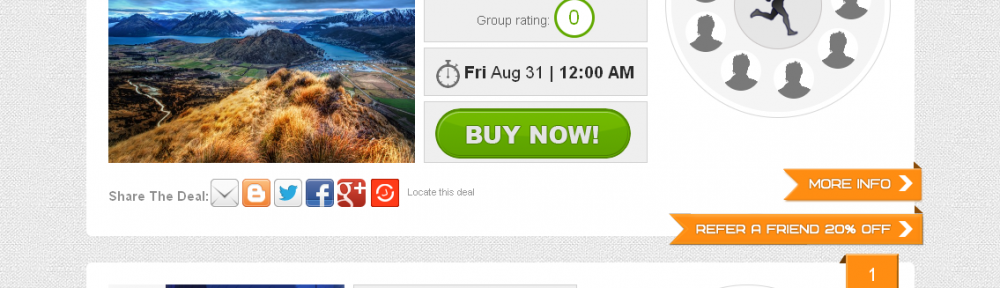 Group rating: 0
Fri Aug 31 | 12:00 AM
BUY NOW!
Share The Deal:
Locate this deal
MORE INFO
REFER A FRIEND 20% OFF
1